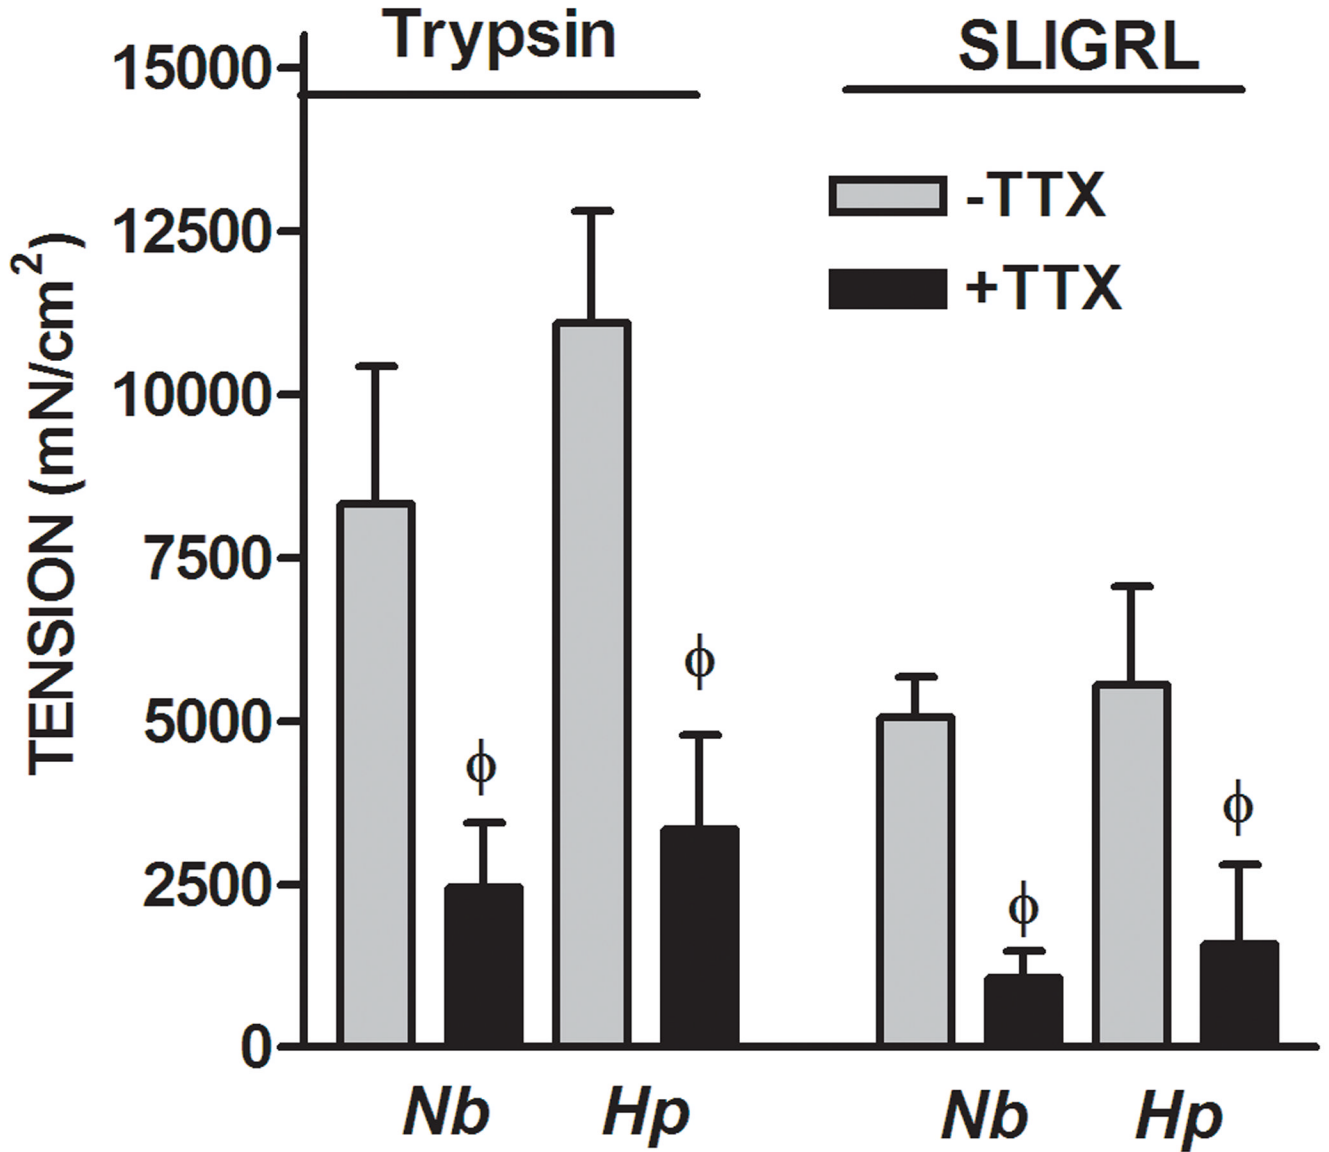 Trypsin
SLIGRL
15000
12500
10000
7500
5000
2500
0
TENSION (mN/cm²)
-TTX
+TTX
ϕ
ϕ
ϕ
ϕ
Nb
Hp
Nb
Hp